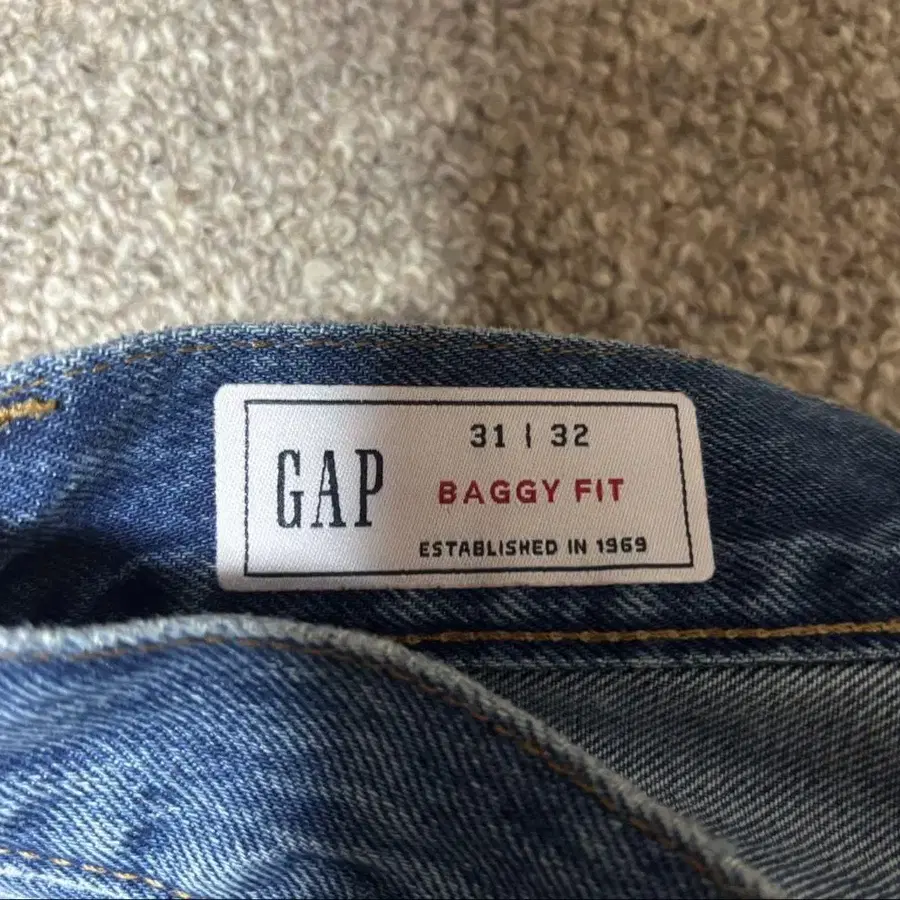 GAP
31 | 32
BAGGY FIT
ESTABLISHED IN 1969